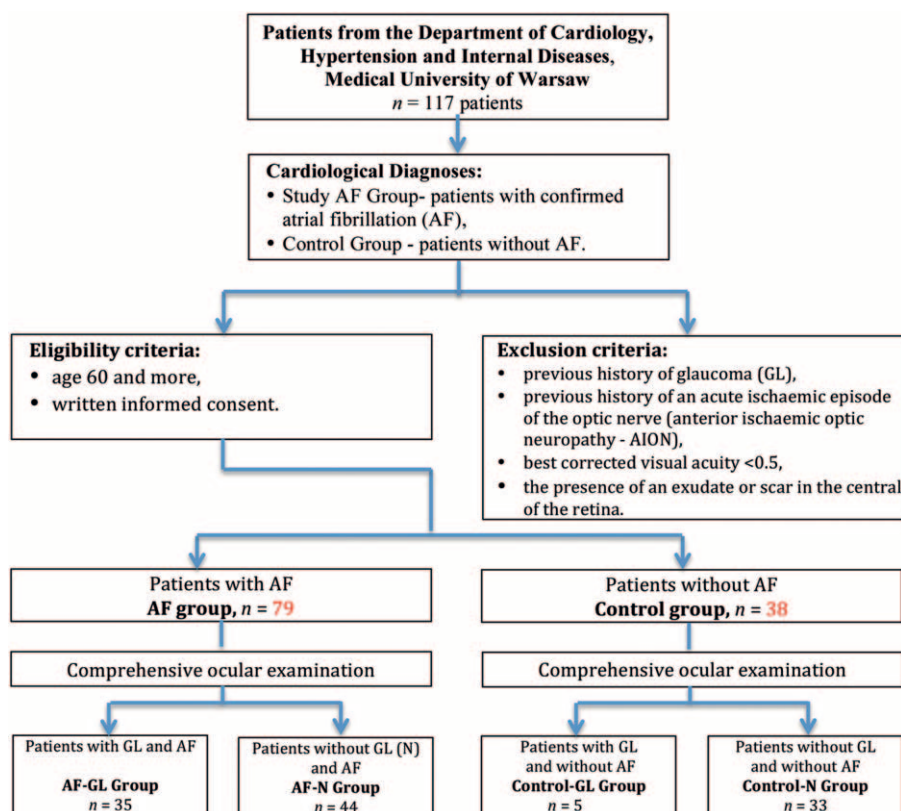 Patients from the Department of Cardiology,
Hypertension and Internal Diseases,
Medical University of Warsaw
n = 117 patients
Cardiological Diagnoses:
• Study AF Group- patients with confirmed
atrial fibrillation (AF),
• Control Group - patients without AF.
Eligibility criteria:
• age 60 and more,
• written informed consent.
Exclusion criteria:
• previous history of glaucoma (GL),
• previous history of an acute ischaemic episode
of the optic nerve (anterior ischaemic optic
neuropathy - AION),
• best corrected visual acuity <0.5,
• the presence of an exudate or scar in the central
of the retina.
Patients with AF
AF group, n = 79
Patients without AF
Control group, n = 38
Comprehensive ocular examination
Comprehensive ocular examination
Patients with GL and AF
AF-GL Group
n = 35
Patients without GL (N)
and AF
AF-N Group
n = 44
Patients with GL
and without AF
Control-GL Group
n = 5
Patients without GL
and without AF
Control-N Group
n = 33